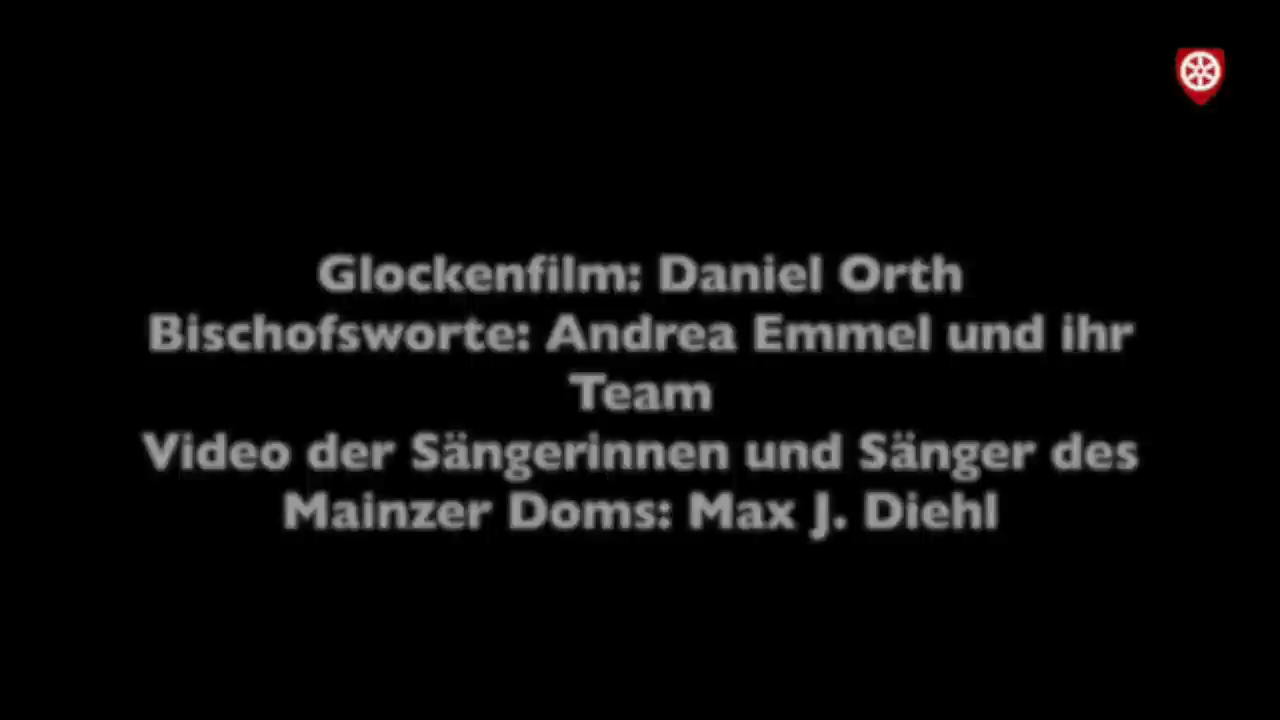 Glockenfilm: Daniel Orth
Bischofsworte: Andrea Emmel und ihr
Team
Video der Sängerinnen und Sänger des
Mainzer Doms: Max J. Diehl